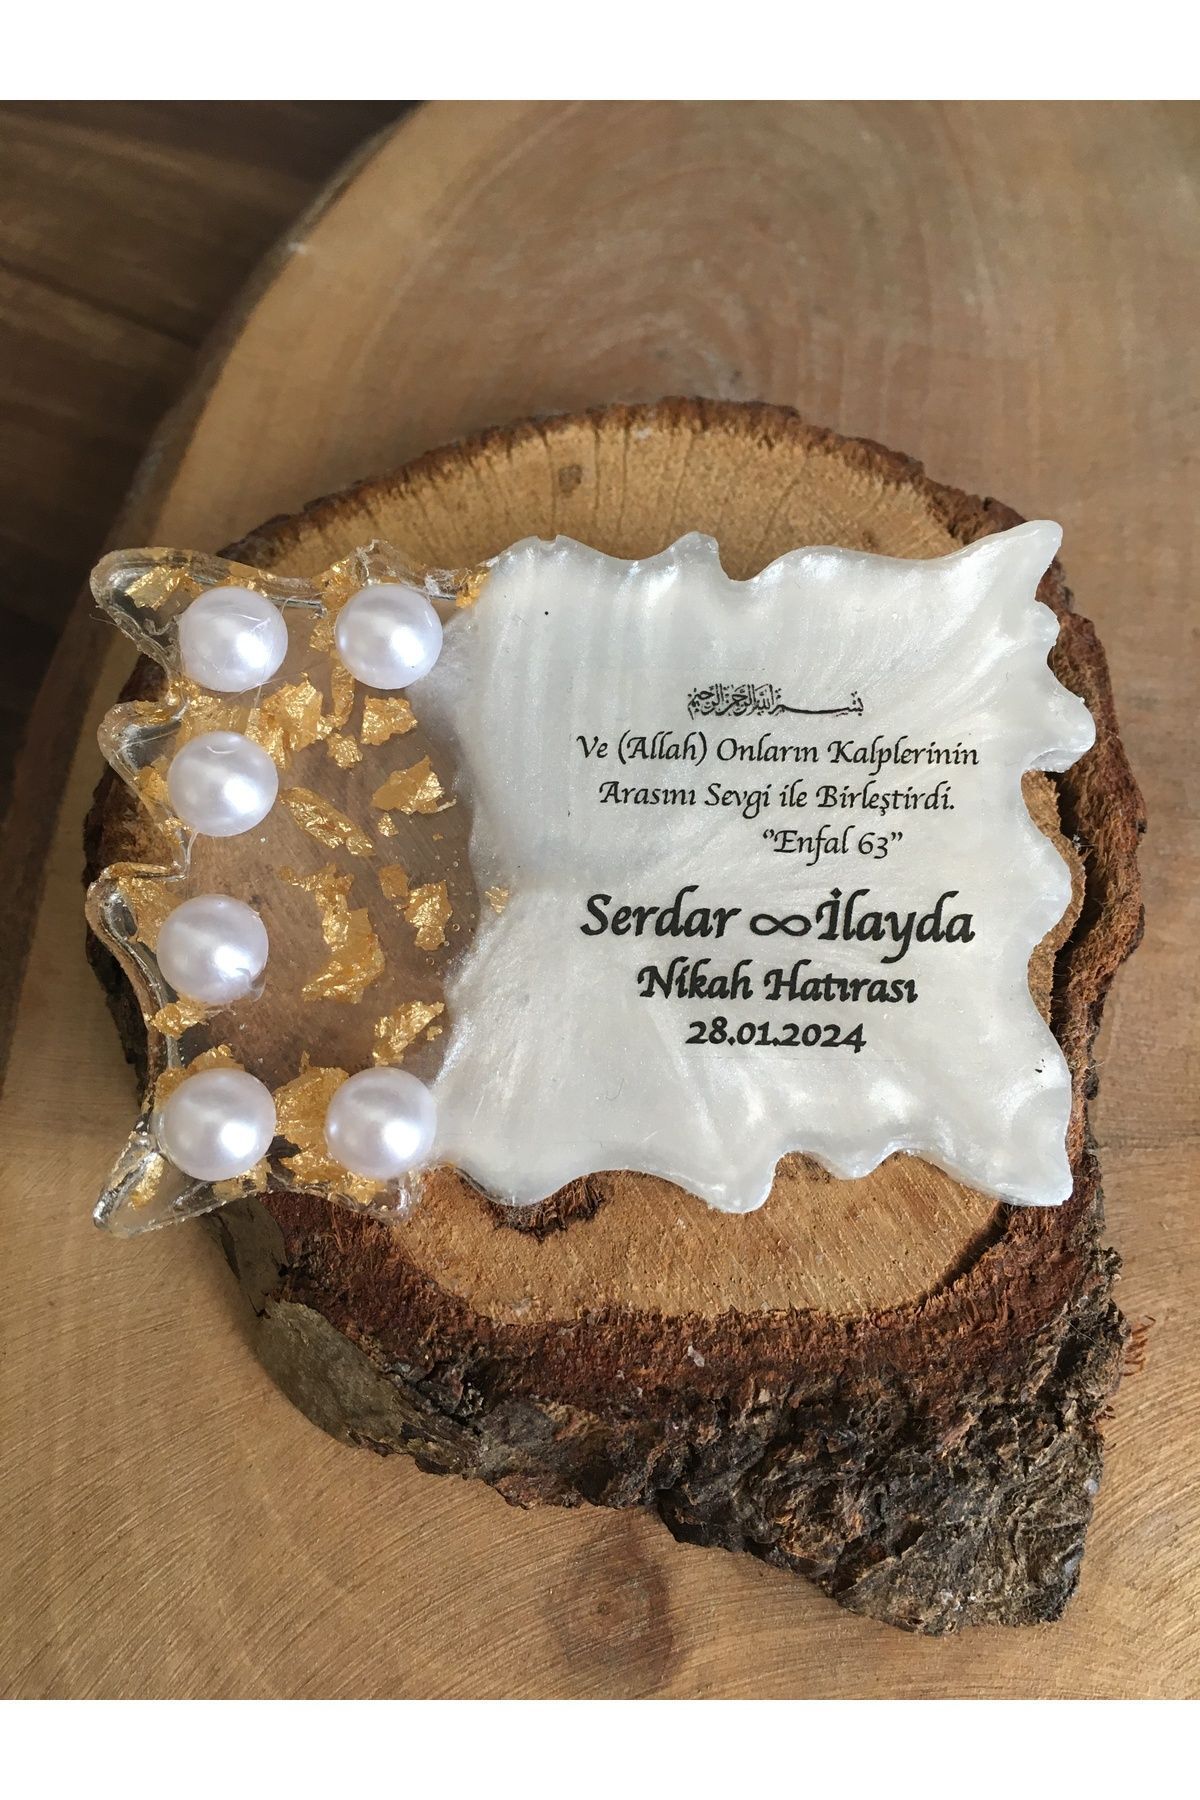 بسم الله الرحمن الرحيم
Ve (Allah) Onların Kalplerinin
Arasını Sevgi ile Birleştirdi.
"Enfal 63"
Serdar ∞ İlayda
Nikah Hatırası
28.01.2024